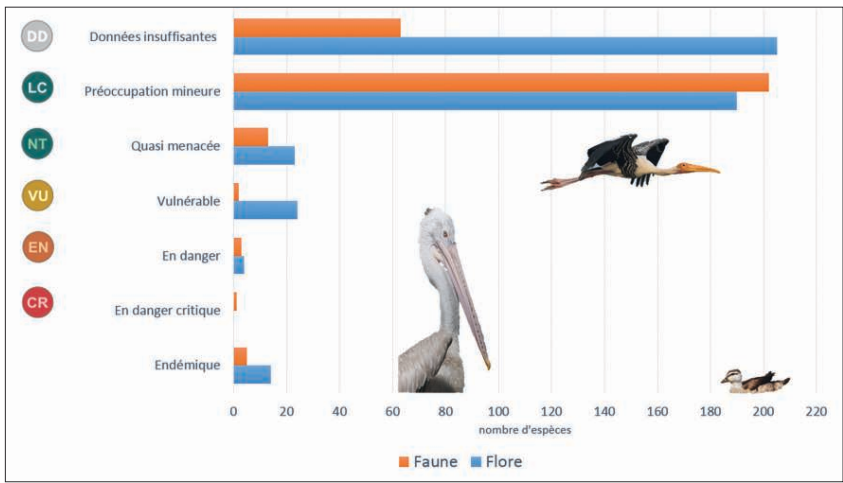 DD Données insuffisantes
LC Préoccupation mineure
NT Quasi menacée
VU Vulnérable
EN En danger
CR En danger critique
Endémique
0 20 40 60 80 100 120 140 160 180 200 220
nombre d'espèces
Faune Flore